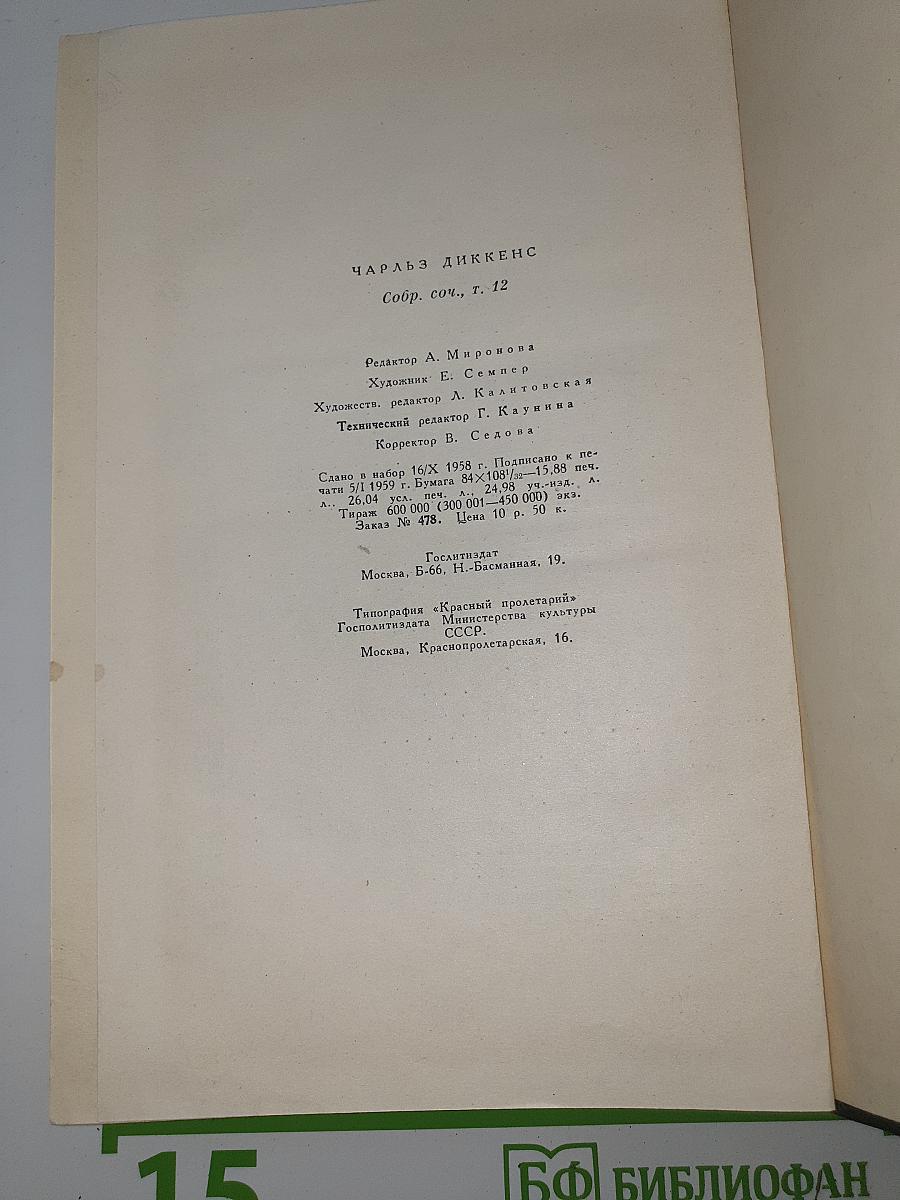 ЧАРЛЬЗ ДИККЕНС
Собр. соч., т. 12
Редактор А. Миронова
Художник Е. Семпер
Художеств. редактор Л. Калитовская
Технический редактор Г. Каунина
Корректор В. Седова
Сдано в набор 16/X 1958 г. Подписано к пе-
чати 5/I 1959 г. Бумага 84×108¹/₃₂—15,88 печ.
л., 26,04 усл. печ. л., 24,98 уч.-изд. л.
Тираж 600 000 (300 001—450 000) экз.
Заказ № 478. Цена 10 р. 50 к.
Гослитиздат
Москва, Б-66, Н.-Басманная, 19.
Типография «Красный пролетарий»
Госполитиздата Министерства культуры
СССР.
Москва, Краснопролетарская, 16.
15
БФ БИБЛИОФАН